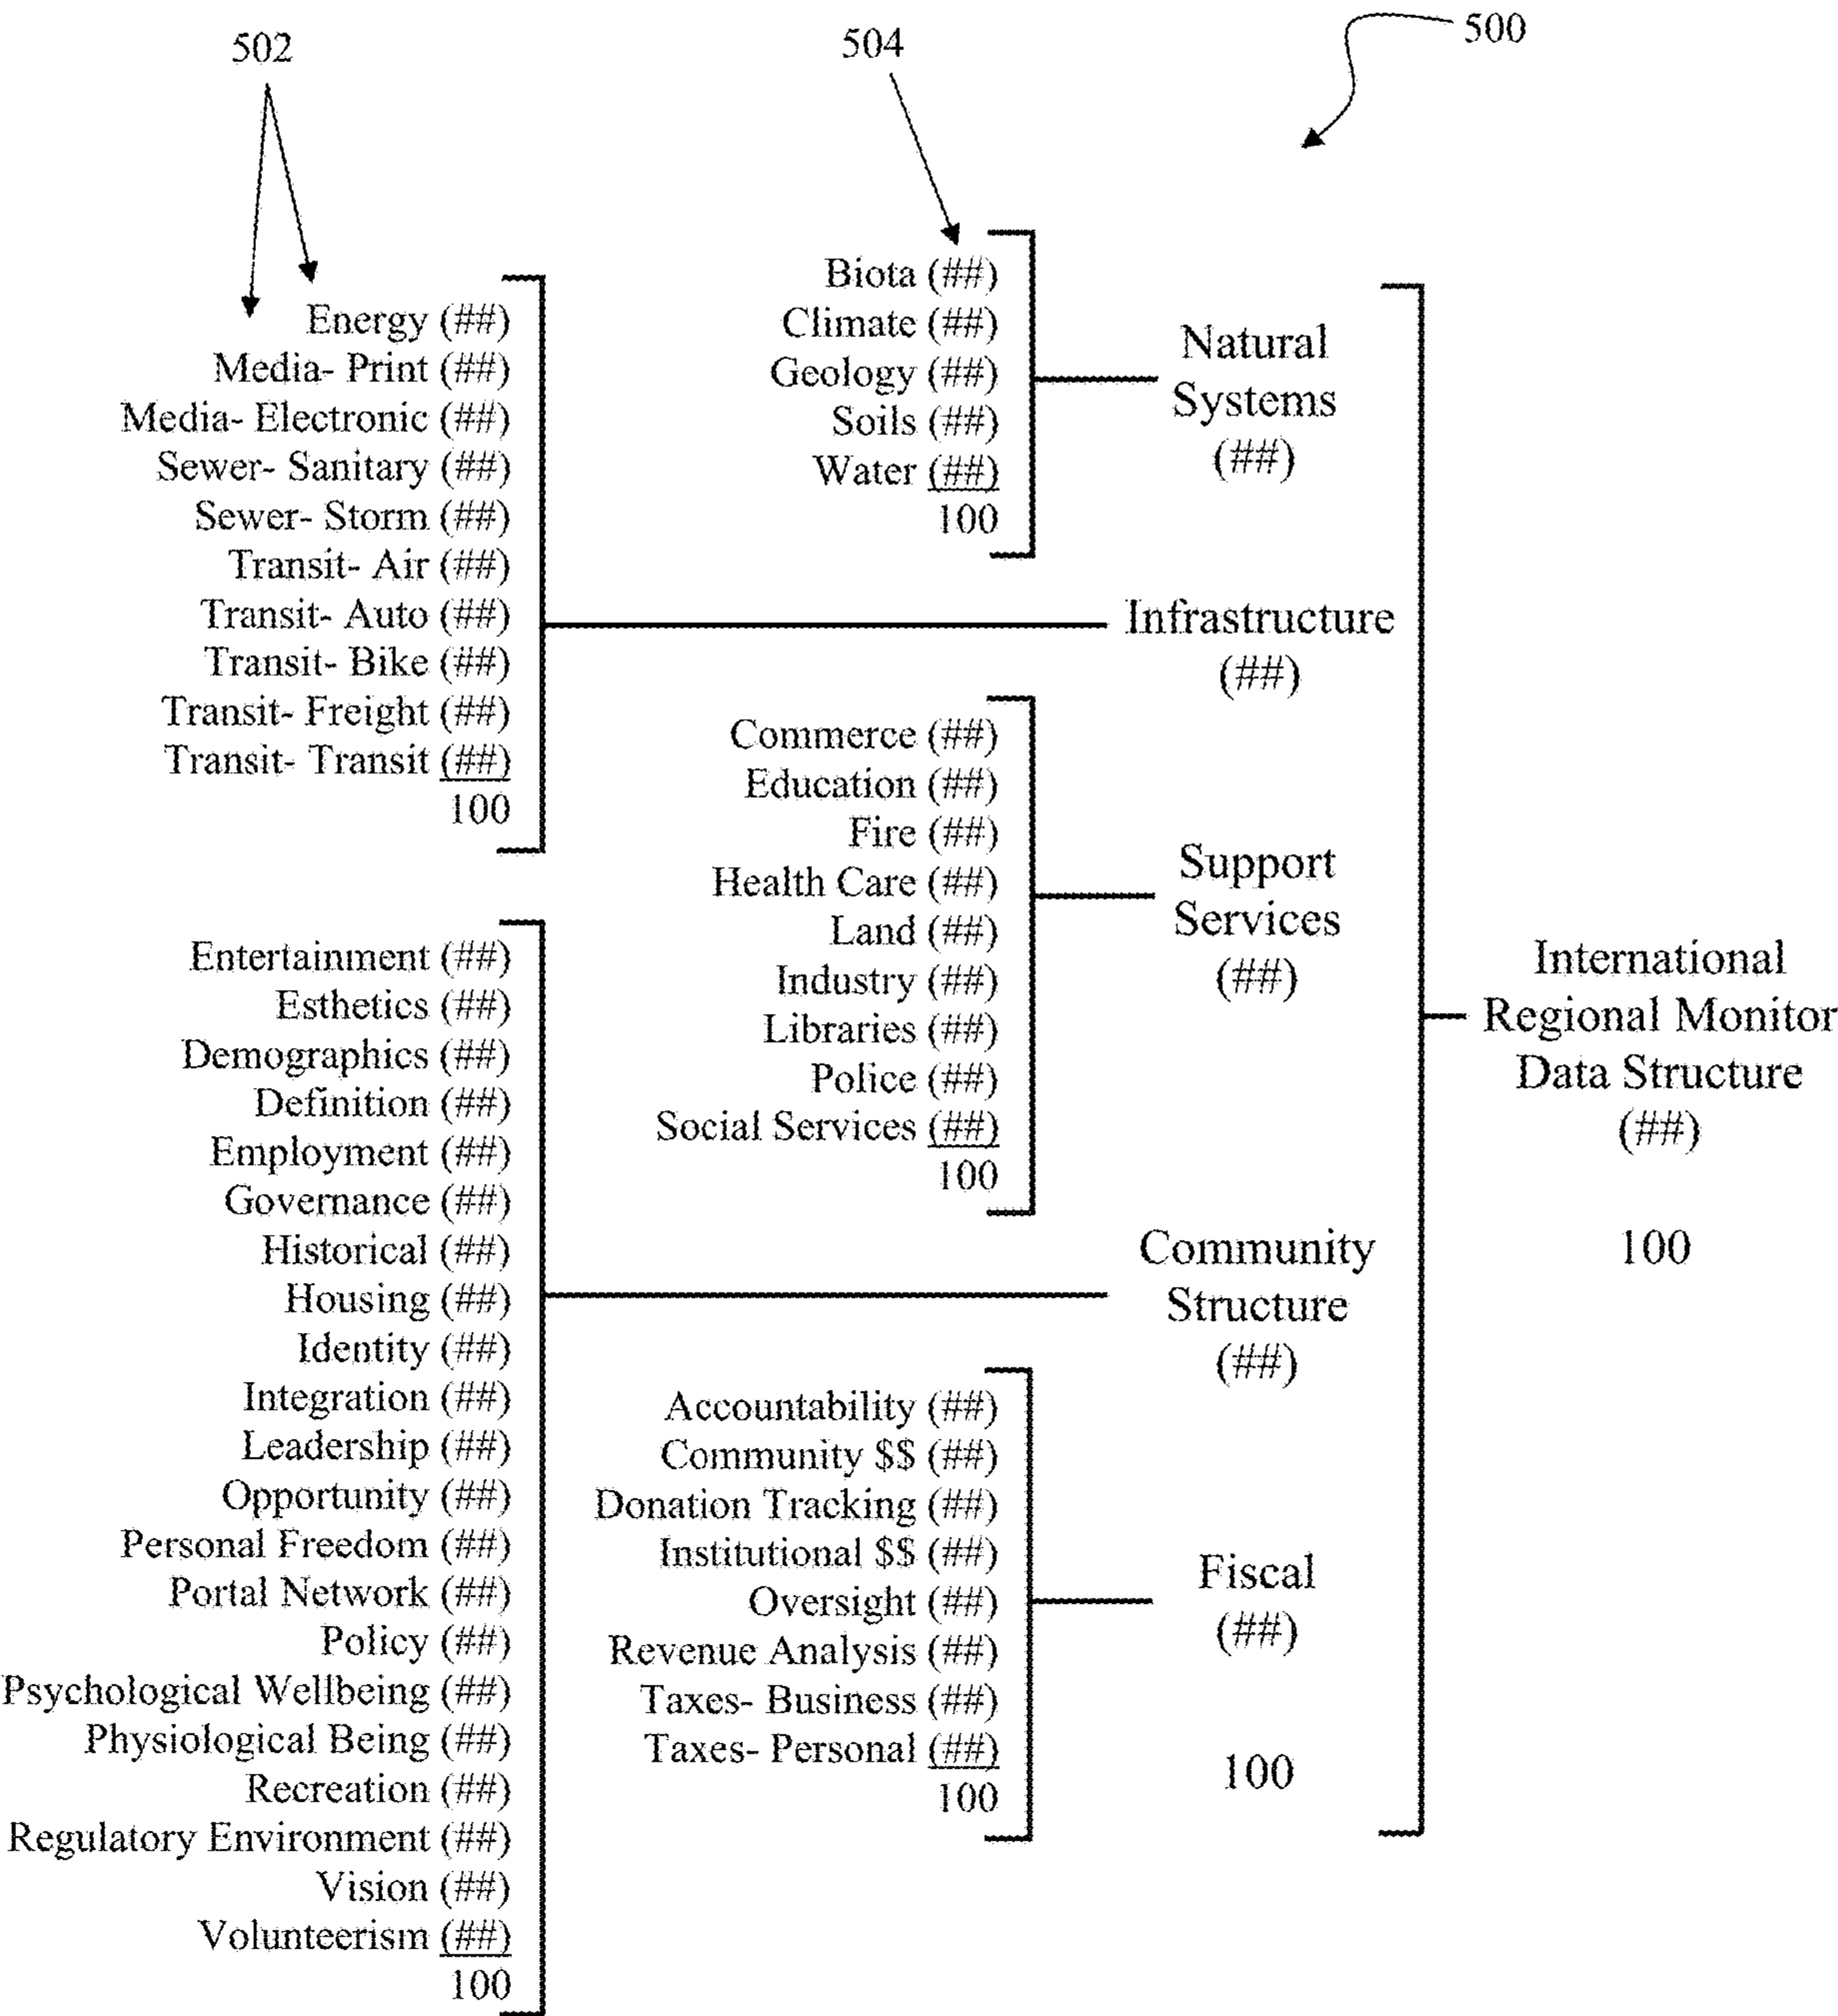 502
504
500
Energy (##)
Media- Print (##)
Media- Electronic (##)
Sewer- Sanitary (##)
Sewer- Storm (##)
Transit- Air (##)
Transit- Auto (##)
Transit- Bike (##)
Transit- Freight (##)
Transit- Transit (##)
100
Entertainment (##)
Esthetics (##)
Demographics (##)
Definition (##)
Employment (##)
Governance (##)
Historical (##)
Housing (##)
Identity (##)
Integration (##)
Leadership (##)
Opportunity (##)
Personal Freedom (##)
Portal Network (##)
Policy (##)
Psychological Wellbeing (##)
Physiological Being (##)
Recreation (##)
Regulatory Environment (##)
Vision (##)
Volunteerism (##)
100
Biota (##)
Climate (##)
Geology (##)
Soils (##)
Water (##)
100
Commerce (##)
Education (##)
Fire (##)
Health Care (##)
Land (##)
Industry (##)
Libraries (##)
Police (##)
Social Services (##)
100
Accountability (##)
Community $$ (##)
Donation Tracking (##)
Institutional $$ (##)
Oversight (##)
Revenue Analysis (##)
Taxes- Business (##)
Taxes- Personal (##)
100
Natural
Systems
(##)
Infrastructure
(##)
Support
Services
(##)
Community
Structure
(##)
Fiscal
(##)
100
International
Regional Monitor
Data Structure
(##)
100